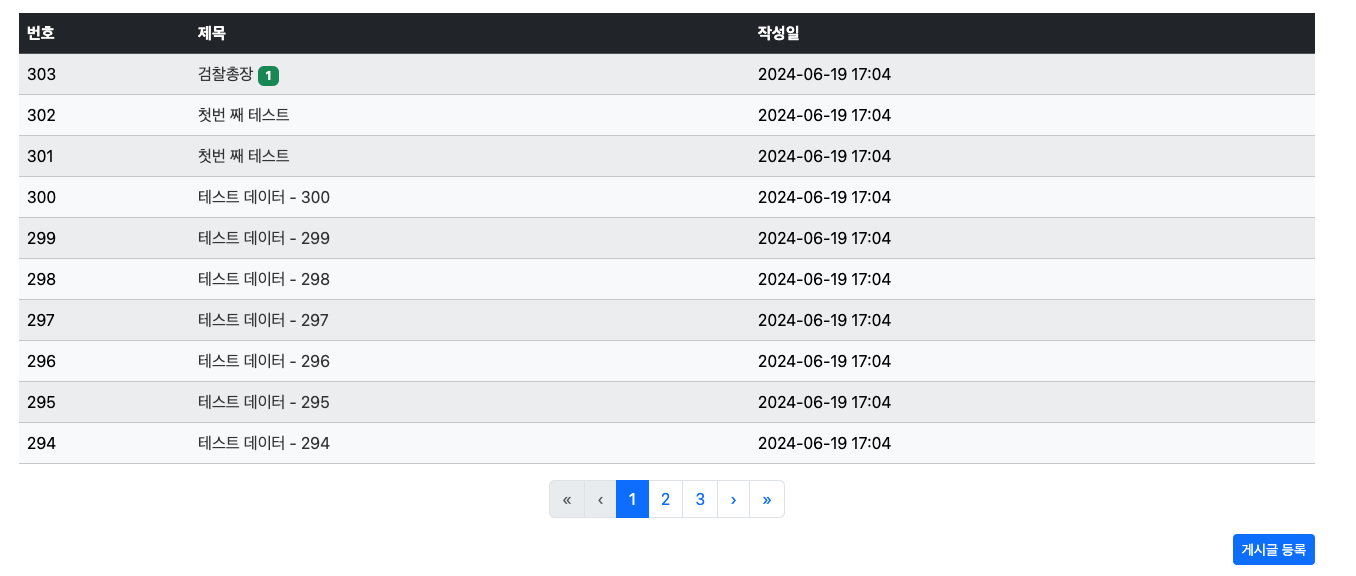 번호 제목 작성일
303 검찰총장 1 2024-06-19 17:04
302 첫번 째 테스트 2024-06-19 17:04
301 첫번 째 테스트 2024-06-19 17:04
300 테스트 데이터 - 300 2024-06-19 17:04
299 테스트 데이터 - 299 2024-06-19 17:04
298 테스트 데이터 - 298 2024-06-19 17:04
297 테스트 데이터 - 297 2024-06-19 17:04
296 테스트 데이터 - 296 2024-06-19 17:04
295 테스트 데이터 - 295 2024-06-19 17:04
294 테스트 데이터 - 294 2024-06-19 17:04
« ‹ 1 2 3 › »
게시글 등록